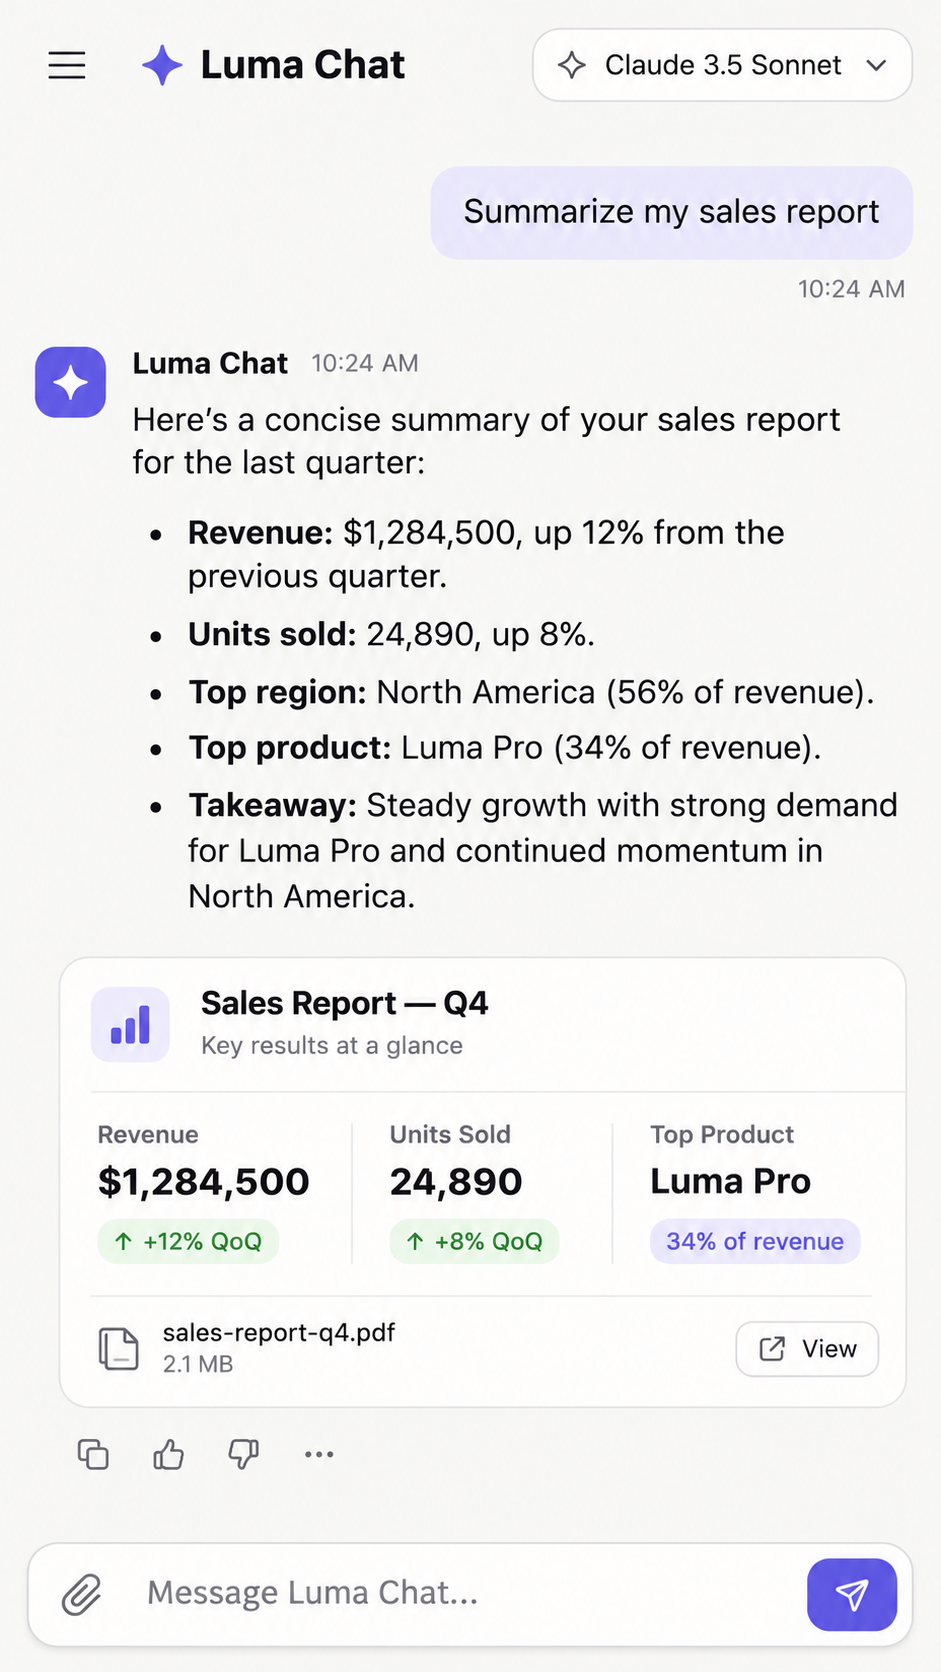 Luma Chat
Claude 3.5 Sonnet
Summarize my sales report
10:24 AM
Luma Chat 10:24 AM
Here’s a concise summary of your sales report
for the last quarter:
• Revenue: $1,284,500, up 12% from the
previous quarter.
• Units sold: 24,890, up 8%.
• Top region: North America (56% of revenue).
• Top product: Luma Pro (34% of revenue).
• Takeaway: Steady growth with strong demand
for Luma Pro and continued momentum in
North America.
Sales Report — Q4
Key results at a glance
Revenue
$1,284,500
↑ +12% QoQ
Units Sold
24,890
↑ +8% QoQ
Top Product
Luma Pro
34% of revenue
sales-report-q4.pdf
2.1 MB
View
Message Luma Chat...